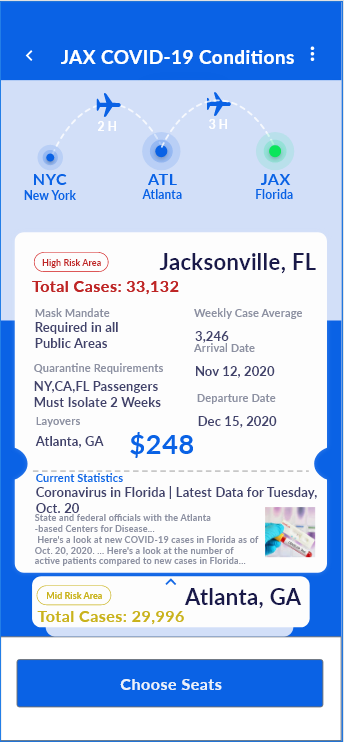 JAX COVID-19 Conditions
2 H
3 H
NYC
ATL
JAX
New York
Atlanta
Florida
High Risk Area
Jacksonville, FL
Total Cases: 33,132
Mask Mandate
Weekly Case Average
Required in all
Public Areas
3,246
Arrival Date
Quarantine Requirements
Nov 12, 2020
NY,CA,FL Passengers
Must Isolate 2 Weeks
Departure Date
Layovers
Dec 15, 2020
Atlanta, GA
$248
Current Statistics
Coronavirus in Florida | Latest Data for Tuesday,
Oct. 20
State and federal officials with the Atlanta
-based Centers for Disease...
Here's a look at new COVID-19 cases in Florida as of
Oct. 20, 2020. ... Here's a look at the number of
active patients compared to new cases in Florida...
Mid Risk Area
Atlanta, GA
Total Cases: 29,996
Choose Seats